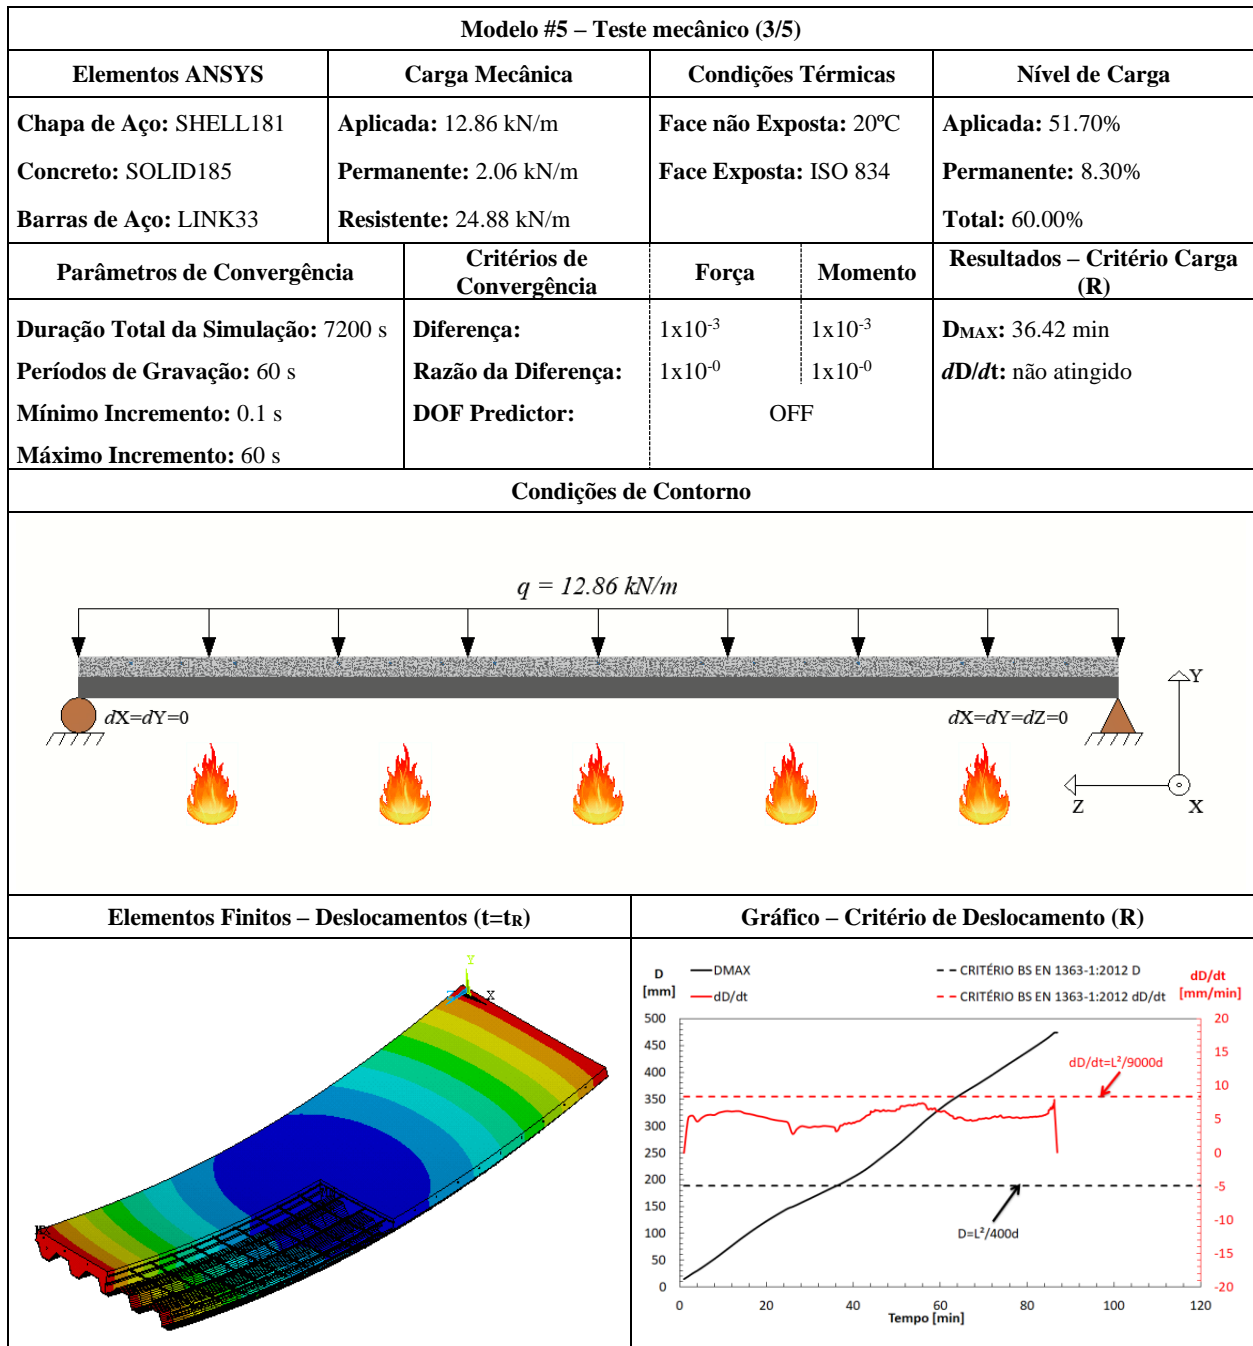 Modelo #5 – Teste mecânico (3/5)
Elementos ANSYS
Carga Mecânica
Condições Térmicas
Nível de Carga
Chapa de Aço: SHELL181
Concreto: SOLID185
Barras de Aço: LINK33
Aplicada: 12.86 kN/m
Permanente: 2.06 kN/m
Resistente: 24.88 kN/m
Face não Exposta: 20ºC
Face Exposta: ISO 834
Aplicada: 51.70%
Permanente: 8.30%
Total: 60.00%
Parâmetros de Convergência
Critérios de
Convergência
Força
Momento
Resultados – Critério Carga
(R)
Duração Total da Simulação: 7200 s
Períodos de Gravação: 60 s
Mínimo Incremento: 0.1 s
Máximo Incremento: 60 s
Diferença: 1x10-3 1x10-3
Razão da Diferença: 1x10-0 1x10-0
DOF Predictor: OFF
DMAX: 36.42 min
dD/dt: não atingido
Condições de Contorno
q = 12.86 kN/m
dX=dY=0
dX=dY=dZ=0
Y
Z
X
Elementos Finitos – Deslocamentos (t=tR)
Gráfico – Critério de Deslocamento (R)
Y
X
D
[mm]
DMAX
dD/dt
CRITÉRIO BS EN 1363-1:2012 D
CRITÉRIO BS EN 1363-1:2012 dD/dt
dD/dt
[mm/min]
500
450
400
350
300
250
200
150
100
50
0
20
15
10
5
0
-5
-10
-15
-20
dD/dt=L²/9000d
D=L²/400d
0 20 40 60 80 100 120
Tempo [min]